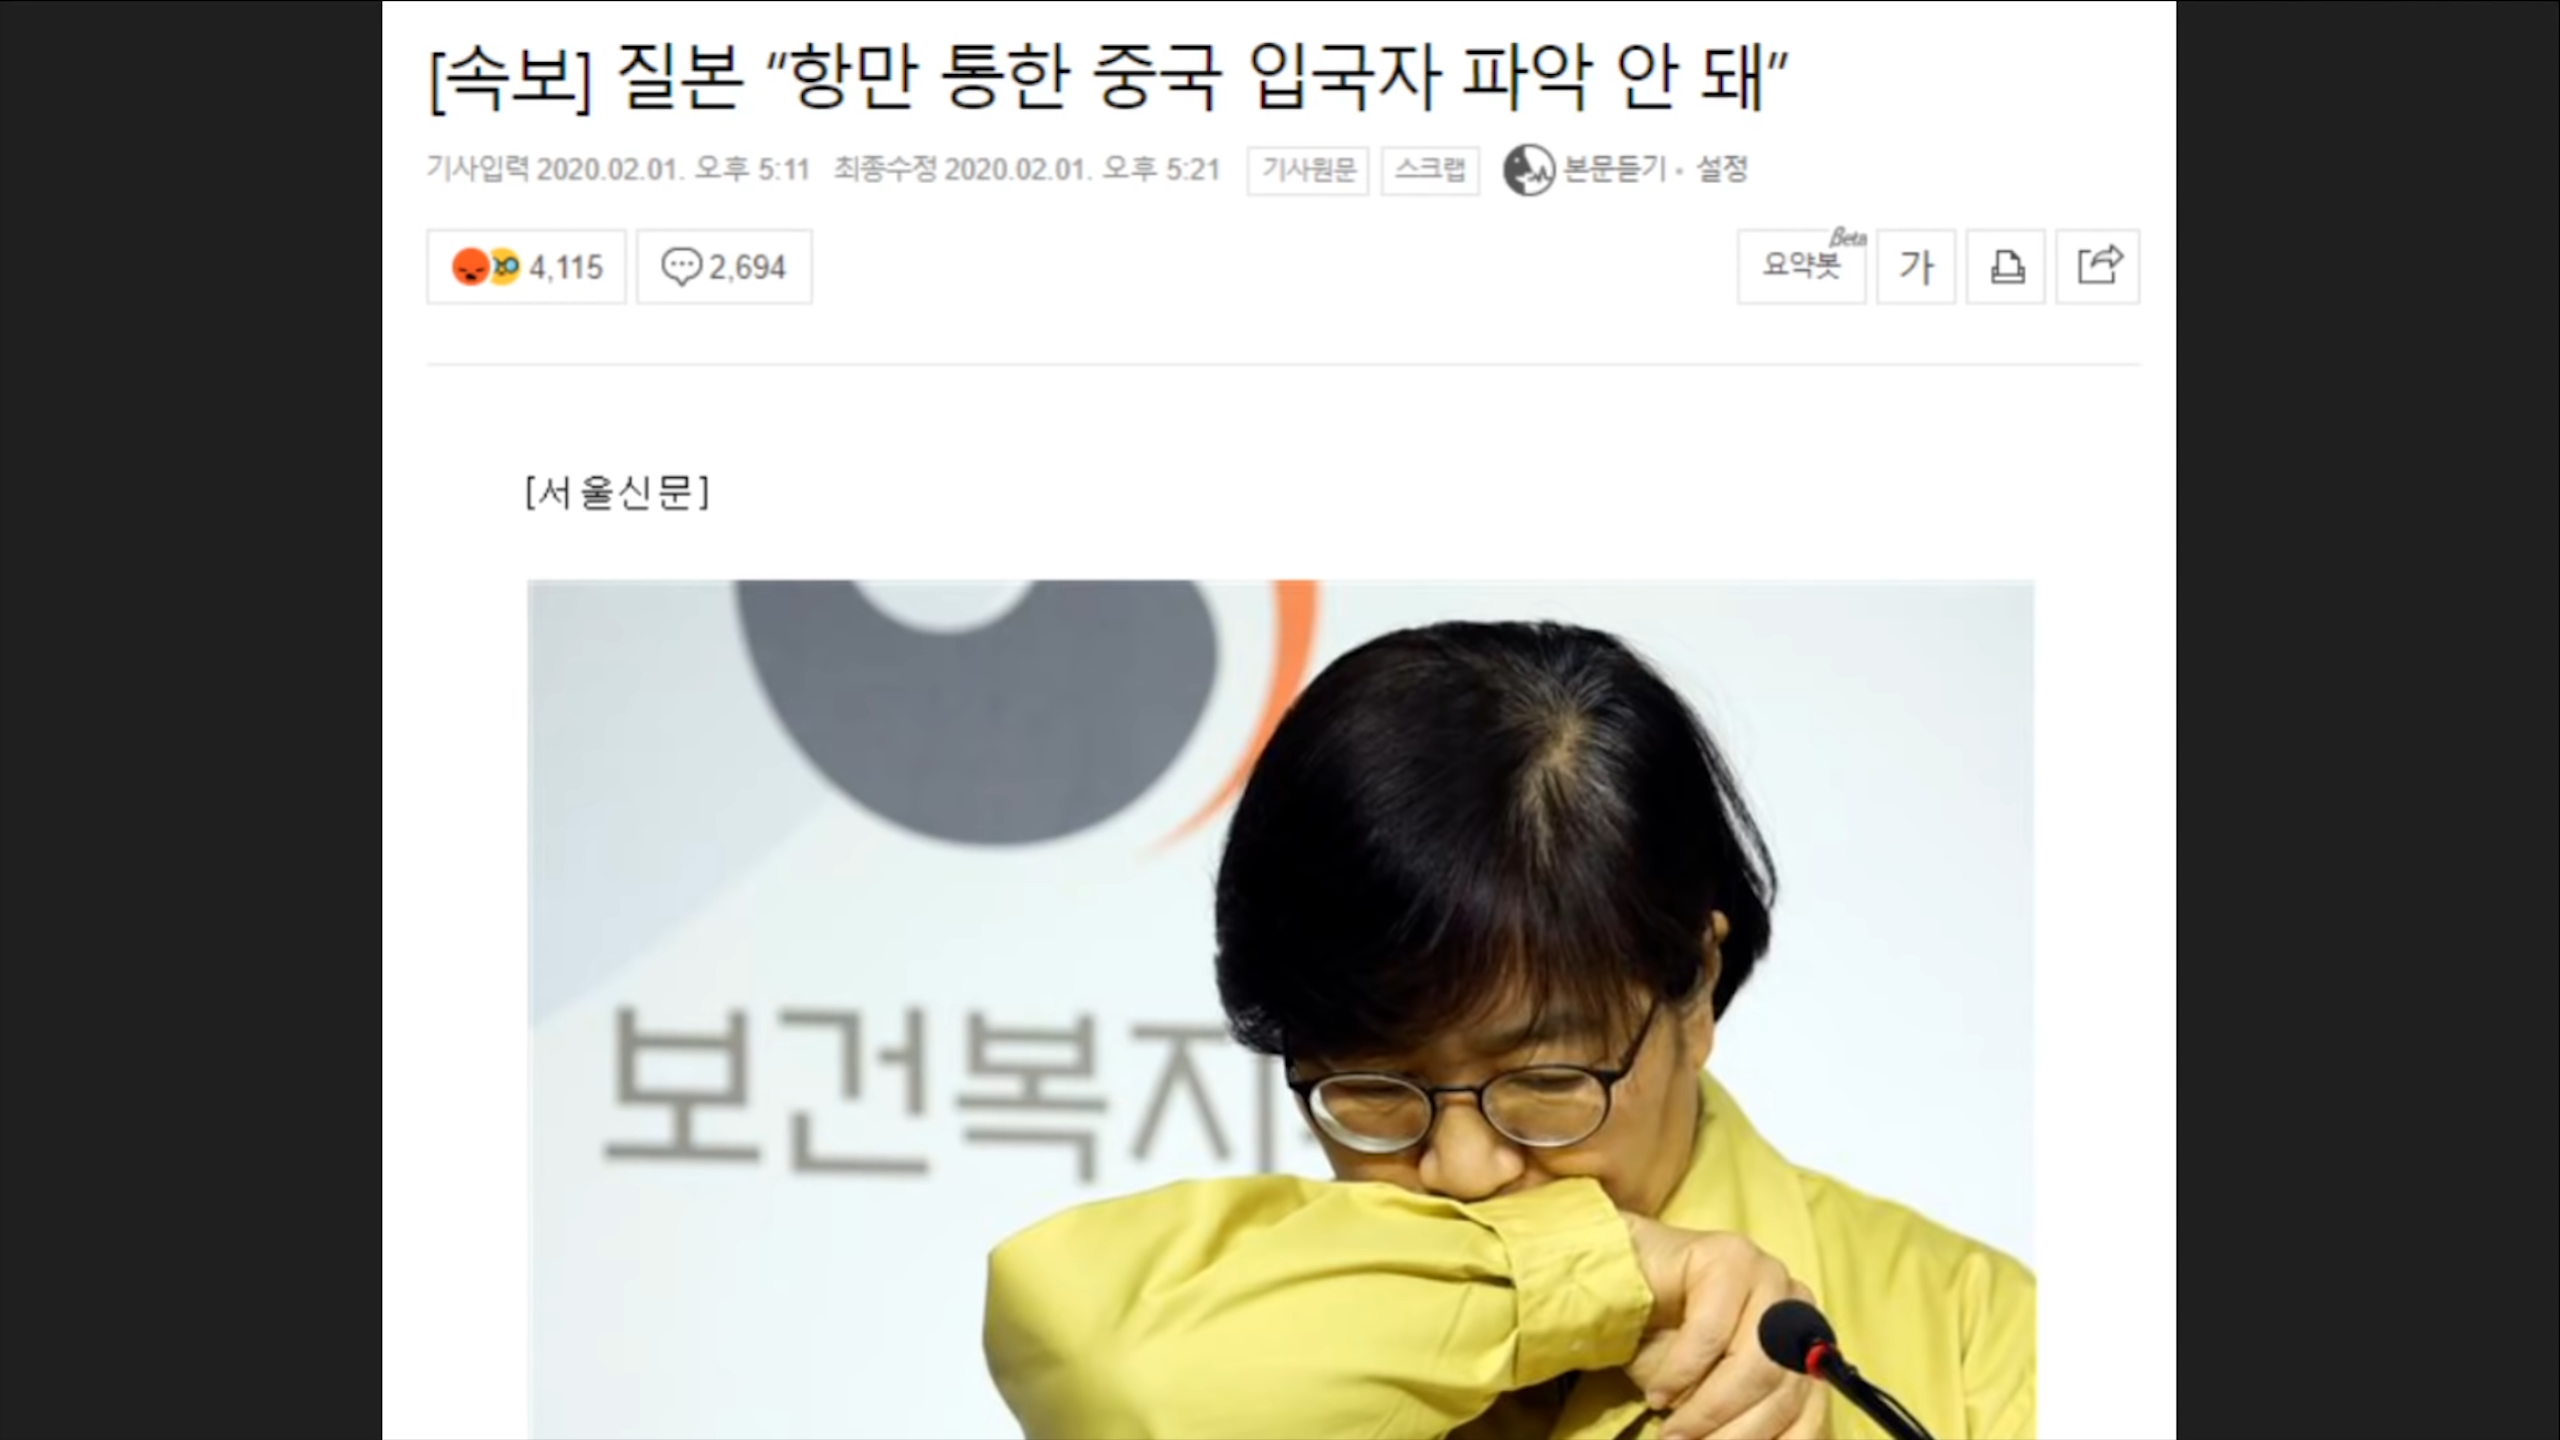 [속보] 질본 “항만 통한 중국 입국자 파악 안 돼”
기사입력 2020.02.01. 오후 5:11 최종수정 2020.02.01. 오후 5:21 기사원문 스크랩 본문듣기 · 설정
4,115 2,694 요약봇 Beta 가
[서울신문]
보건복지